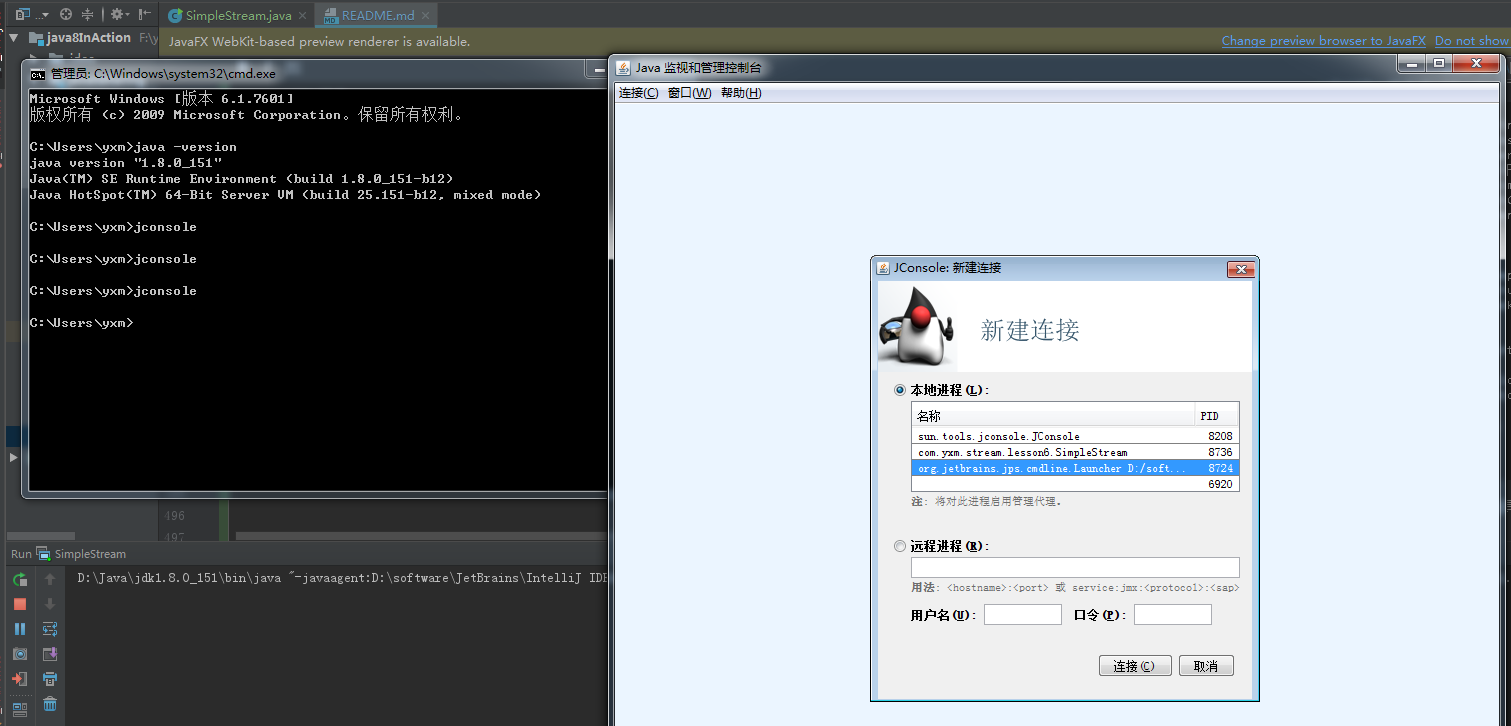 SimpleStream.java
README.md
java8InAction F:\y
JavaFX WebKit-based preview renderer is available.
Change preview browser to JavaFX Do not show
管理员: C:\Windows\system32\cmd.exe
Microsoft Windows [版本 6.1.7601]
版权所有 (c) 2009 Microsoft Corporation。保留所有权利。
C:\Users\yxm>java -version
java version "1.8.0_151"
Java(TM) SE Runtime Environment (build 1.8.0_151-b12)
Java HotSpot(TM) 64-Bit Server VM (build 25.151-b12, mixed mode)
C:\Users\yxm>jconsole
C:\Users\yxm>jconsole
C:\Users\yxm>jconsole
C:\Users\yxm>
496
497
Run SimpleStream
D:\Java\jdk1.8.0_151\bin\java "-javaagent:D:\software\JetBrains\IntelliJ IDE
Java 监视和管理控制台
连接(C) 窗口(W) 帮助(H)
JConsole: 新建连接
新建连接
本地进程(L):
名称 PID
sun.tools.jconsole.JConsole 8208
com.yxm.stream.lesson6.SimpleStream 8736
org.jetbrains.jps.cmdline.Launcher D:/soft... 8724
6920
注: 将对此进程启用管理代理。
远程进程(R):
用法: <hostname>:<port> 或 service:jmx:<protocol>:<sap>
用户名(U): 口令(P):
连接(C) 取消